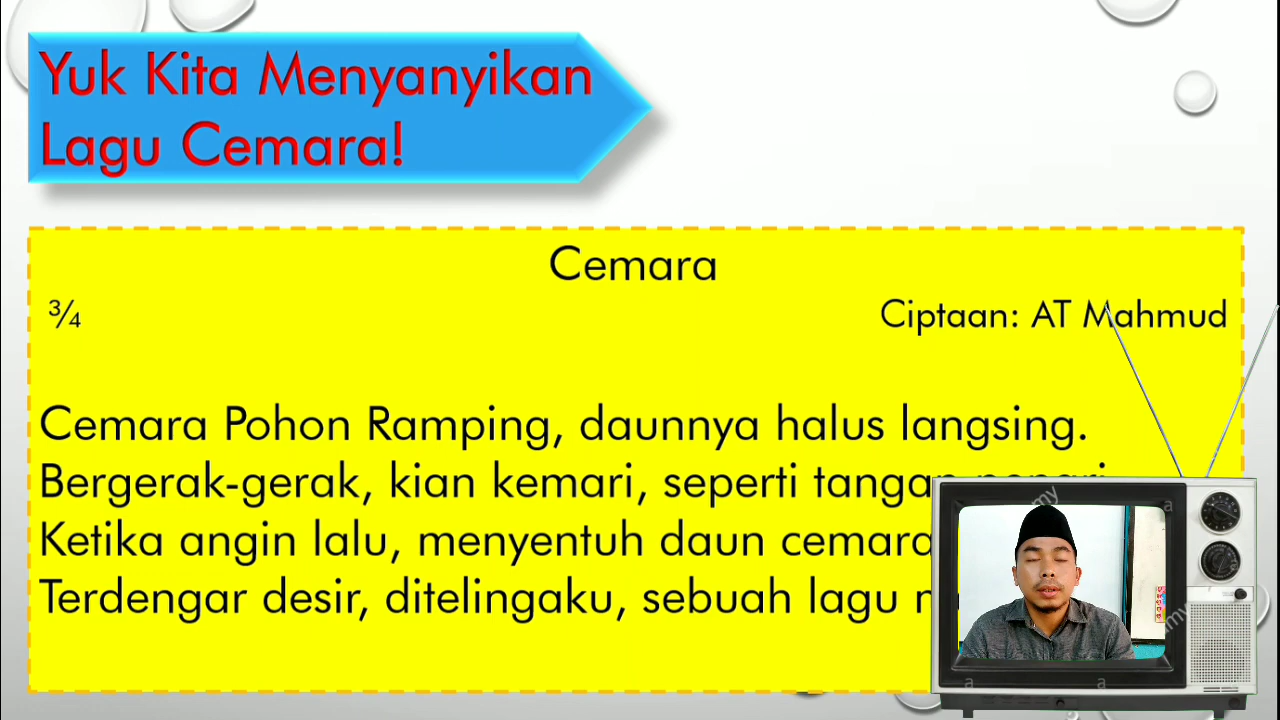 Yuk Kita Menyanyikan
Lagu Cemara!
Cemara
¾ Ciptaan: AT Mahmud
Cemara Pohon Ramping, daunnya halus langsing.
Bergerak-gerak, kian kemari, seperti tangan penari
Ketika angin lalu, menyentuh daun cemara
Terdengar desir, ditelingaku, sebuah lagu